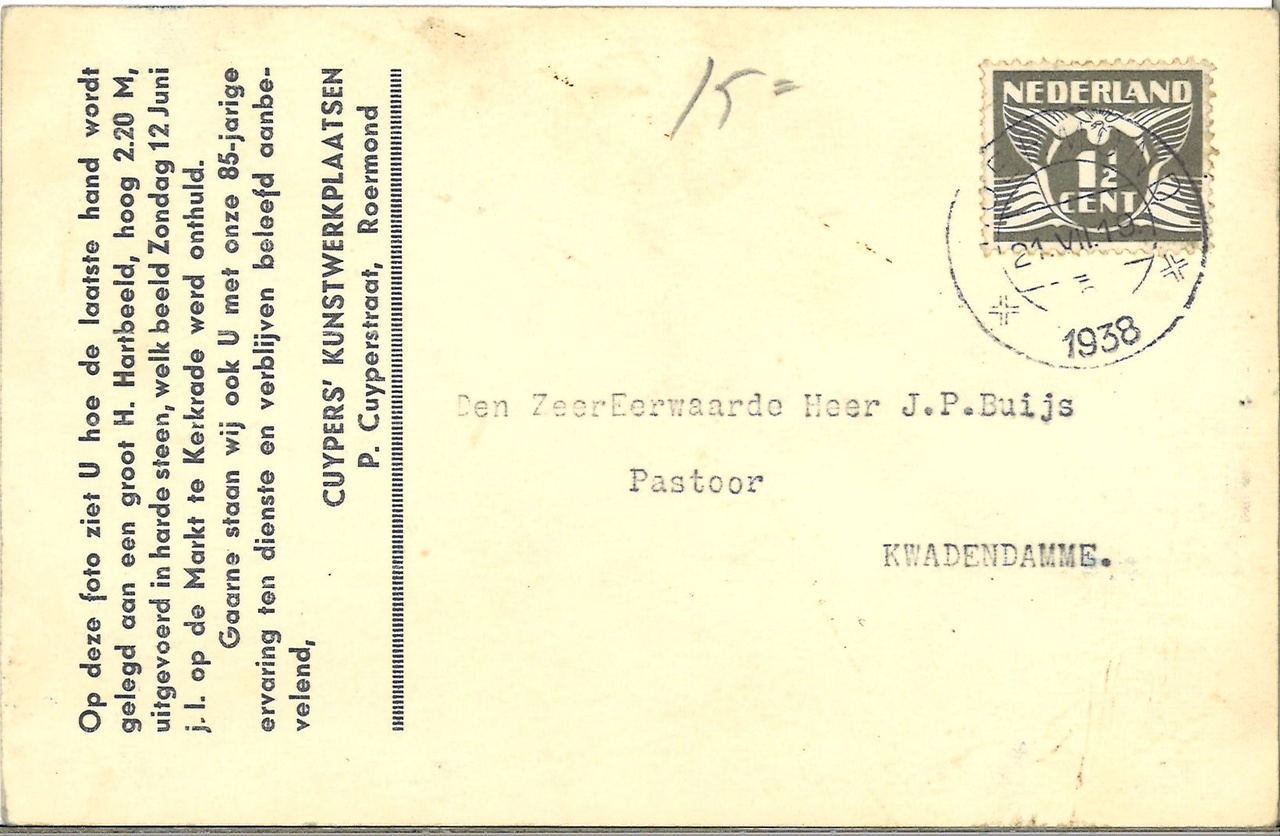 Op deze foto ziet U hoe de laatste hand wordt
gelegd aan een groot H. Hartbeeld, hoog 2.20 M,
uitgevoerd in harde steen, welk beeld Zondag 12 Juni
j.l. op de Markt te Kerkrade werd onthuld.
Gaarne staan wij ook U met onze 85-jarige
ervaring ten dienste en verblijven beleefd aanbe-
velend,
CUYPERS' KUNSTWERKPLAATSEN
P. Cuyperstraat, Roermond
15=
NEDERLAND
1½
CENT
21.VII.19.
1938
Den ZeerEerwaarde Heer J.P.Buijs
Pastoor
KWADENDAMME.